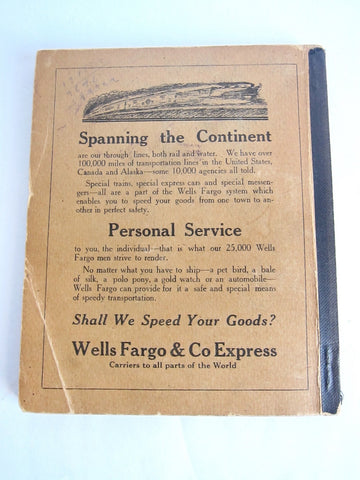 Spanning the Continent
are our through lines, both rail and water. We have over
100,000 miles of transportation lines in the United States,
Canada and Alaska—some 10,000 agencies all told.
Special trains, special express cars and special messen-
gers—all are a part of the Wells Fargo system which
enables you to speed your goods from one town to an-
other in perfect safety.
Personal Service
to you, the individual—that is what our 25,000 Wells
Fargo men strive to render.
No matter what you have to ship—a pet bird, a bale
of silk, a polo pony, a gold watch or an automobile—
Wells Fargo can provide for it a safe and special means
of speedy transportation.
Shall We Speed Your Goods?
Wells Fargo & Co Express
Carriers to all parts of the World